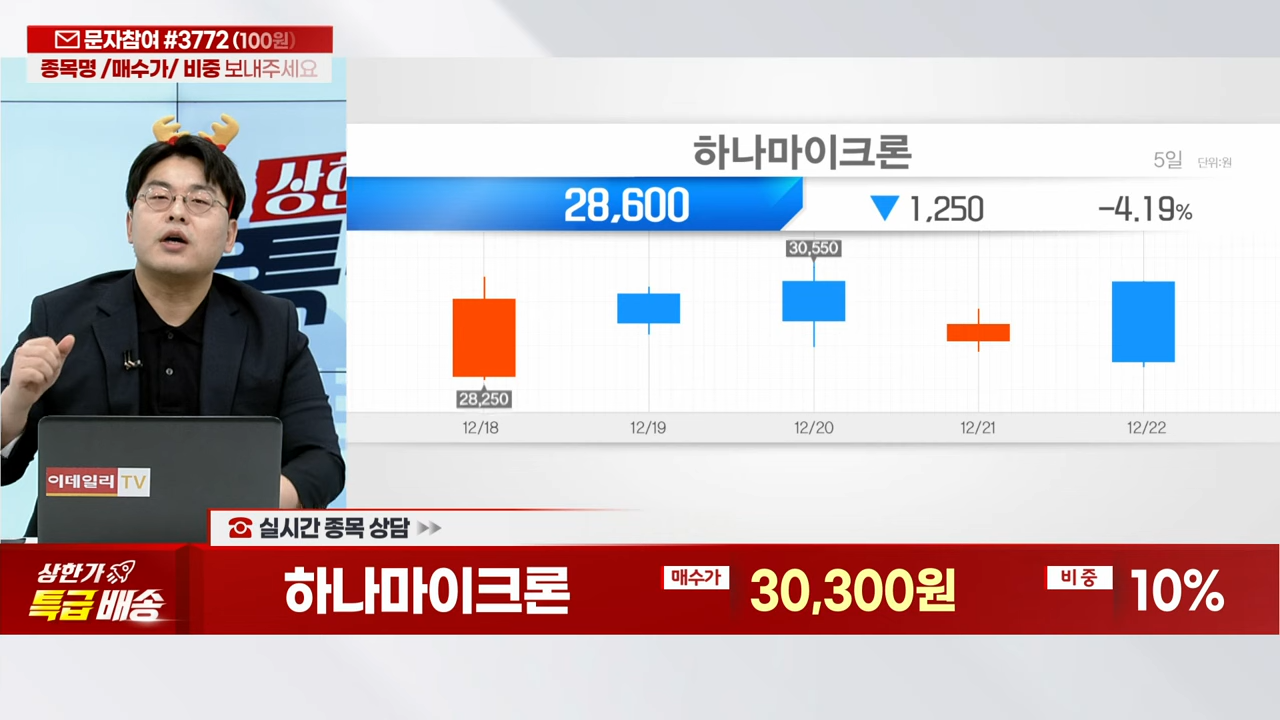 문자참여 #3772 (100원)
종목명 /매수가/ 비중 보내주세요
상한
특
하나마이크론
5일 단위:원
28,600 ▼ 1,250 -4.19%
30,550
28,250
12/18 12/19 12/20 12/21 12/22
이데일리 TV
실시간 종목 상담
상한가
특급 배송
하나마이크론 매수가 30,300원 비중 10%